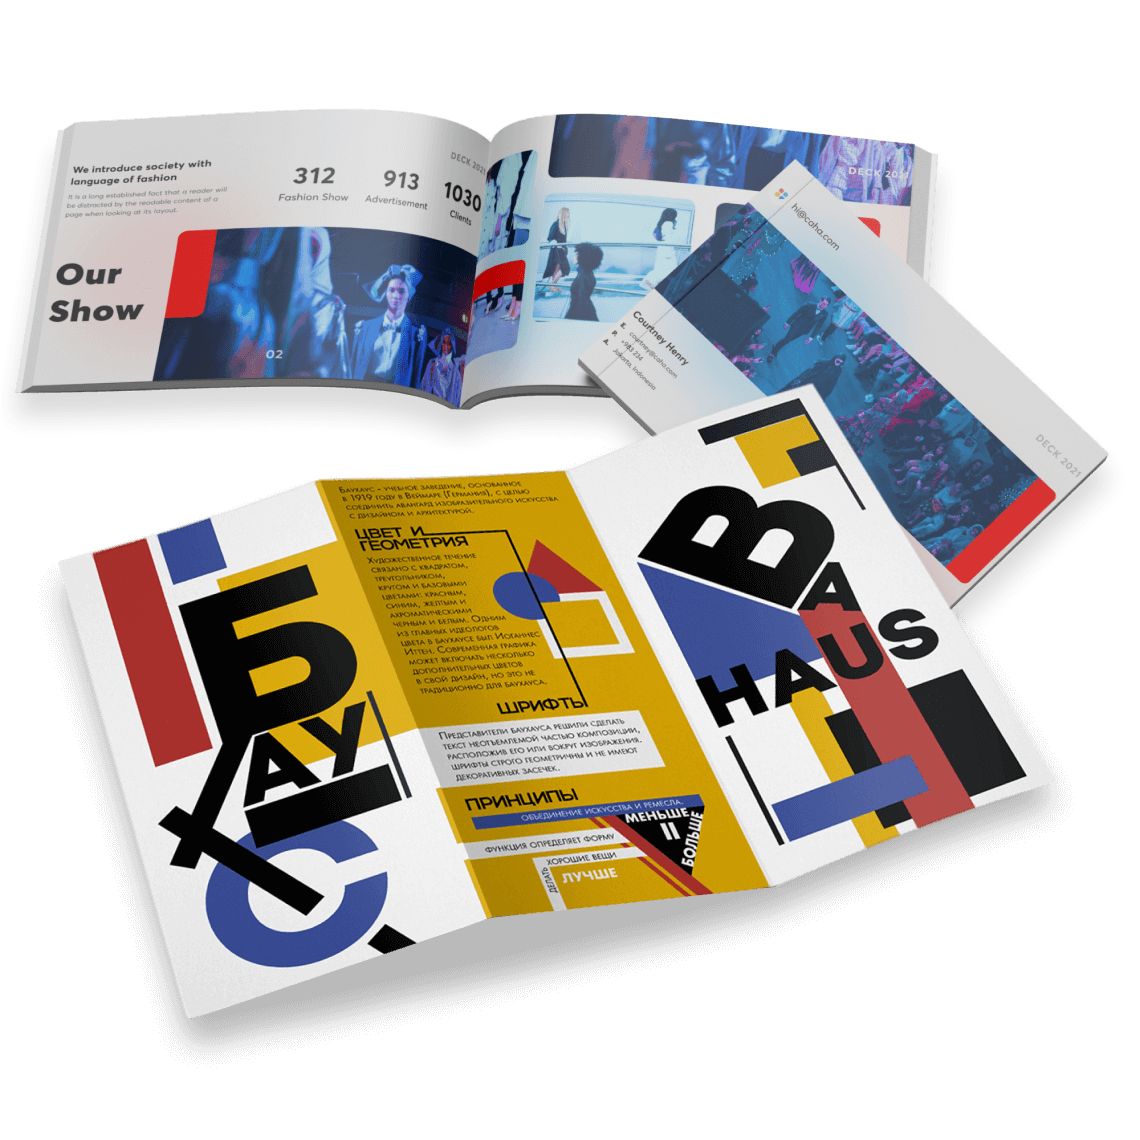 We introduce society with
language of fashion
It is a long established fact that a reader will
be distracted by the readable content of a
page when looking at its layout.
312
Fashion Show
913
Advertisement
DECK 2021
1030
Clients
Our
Show
02
DECK 2021
hi@caha.com
Courtney Henry
E. courtney@caha.com
P. +983 234
A. Jakarta, Indonesia
DECK 2021
БАУ
ХАУ
С
Баухаус - учебное заведение, основанное
в 1919 году в Веймаре (Германия), с целью
соединить авангард изобразительного искусства
с дизайном и архитектурой.
ЦВЕТ И
ГЕОМЕТРИЯ
Художественное течение
связано с квадратом,
треугольником,
кругом и базовыми
цветами: красным,
синим, желтым и
ахроматическими
черным и белым. Одним
из главных идеологов
цвета в Баухаусе был Иоганнес
Иттен. Современная графика
может включать несколько
дополнительных цветов
в свой дизайн, но это не
традиционно для Баухауса.
ШРИФТЫ
Представители Баухауса решили сделать
текст неотъемлемой частью композиции,
расположив его или вокруг изображения.
Шрифты строго геометричны и не имеют
декоративных засечек.
ПРИНЦИПЫ
Объединение искусства и ремесла.
Функция определяет форму
Делать
хорошие вещи
ЛУЧШЕ
МЕНЬШЕ
=
БОЛЬШЕ
BA
HAUS